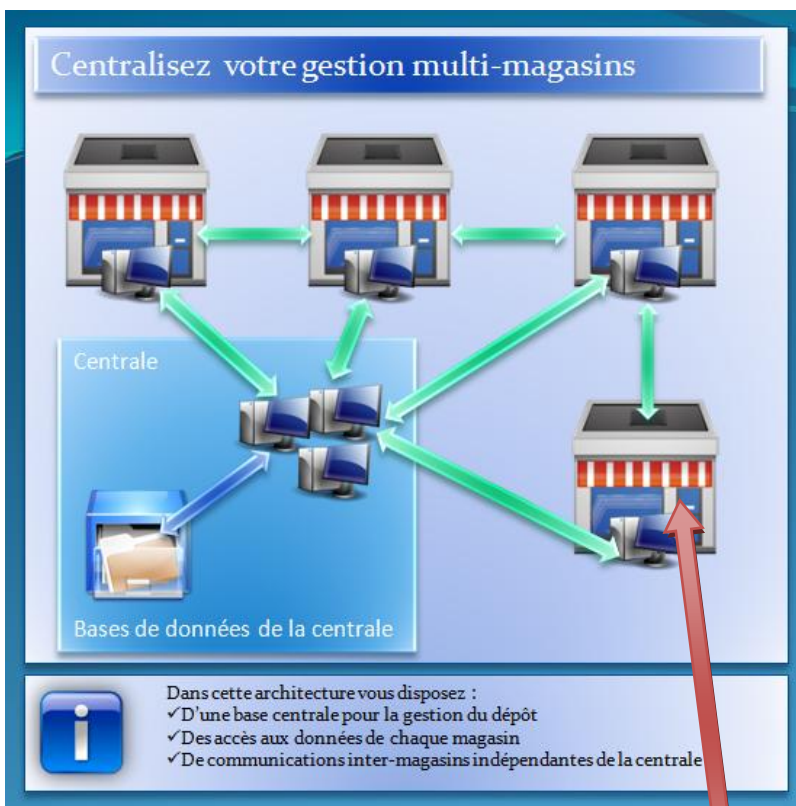 Centralisez votre gestion multi-magasins
Centrale
Bases de données de la centrale
Dans cette architecture vous disposez :
✓D'une base centrale pour la gestion du dépôt
✓Des accès aux données de chaque magasin
✓De communications inter-magasins indépendantes de la centrale